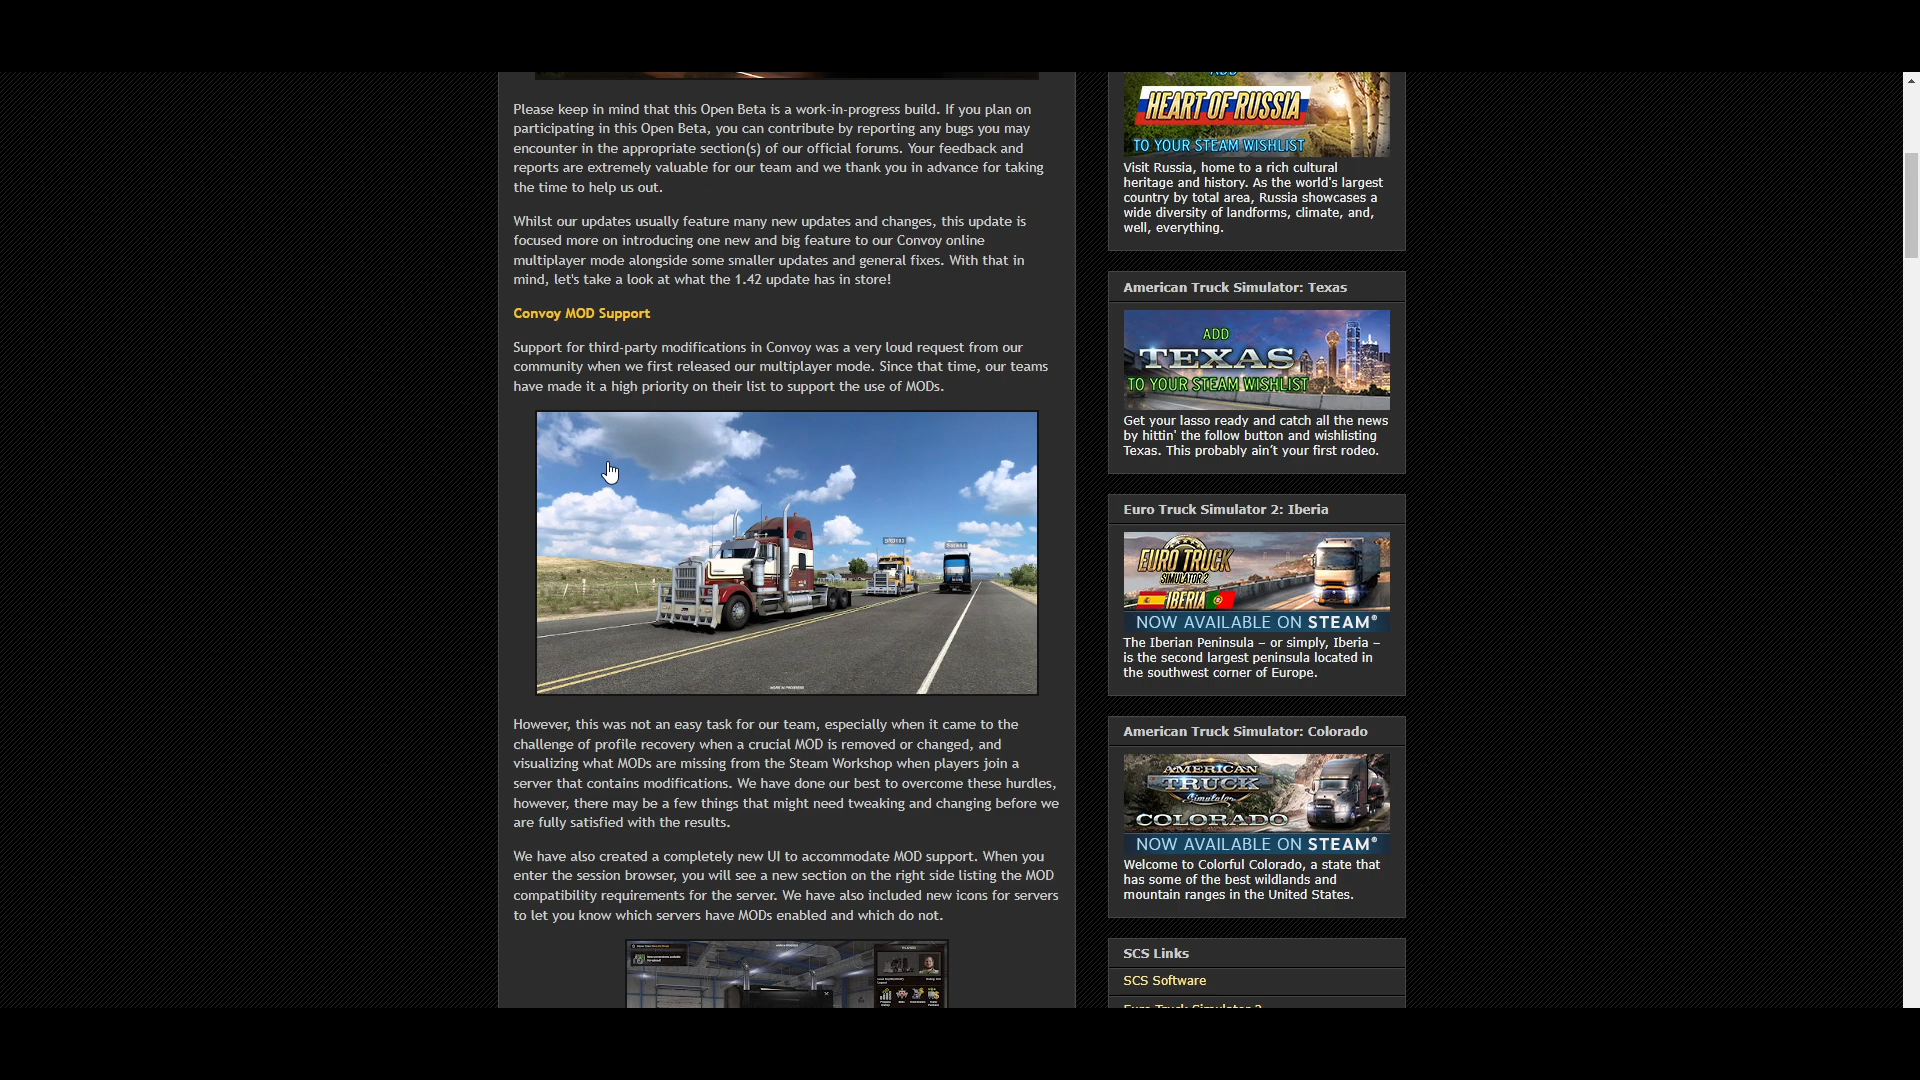 Please keep in mind that this Open Beta is a work-in-progress build. If you plan on
participating in this Open Beta, you can contribute by reporting any bugs you may
encounter in the appropriate section(s) of our official forums. Your feedback and
reports are extremely valuable for our team and we thank you in advance for taking
the time to help us out.
Whilst our updates usually feature many new updates and changes, this update is
focused more on introducing one new and big feature to our Convoy online
multiplayer mode alongside some smaller updates and general fixes. With that in
mind, let's take a look at what the 1.42 update has in store!
Convoy MOD Support
Support for third-party modifications in Convoy was a very loud request from our
community when we first released our multiplayer mode. Since that time, our teams
have made it a high priority on their list to support the use of MODs.
WORK IN PROGRESS
However, this was not an easy task for our team, especially when it came to the
challenge of profile recovery when a crucial MOD is removed or changed, and
visualizing what MODs are missing from the Steam Workshop when players join a
server that contains modifications. We have done our best to overcome these hurdles,
however, there may be a few things that might need tweaking and changing before we
are fully satisfied with the results.
We have also created a completely new UI to accommodate MOD support. When you
enter the session browser, you will see a new section on the right side listing the MOD
compatibility requirements for the server. We have also included new icons for servers
to let you know which servers have MODs enabled and which do not.
ADD
HEART OF RUSSIA
TO YOUR STEAM WISHLIST
Visit Russia, home to a rich cultural
heritage and history. As the world's largest
country by total area, Russia showcases a
wide diversity of landforms, climate, and,
well, everything.
American Truck Simulator: Texas
ADD
TEXAS
TO YOUR STEAM WISHLIST
Get your lasso ready and catch all the news
by hittin' the follow button and wishlisting
Texas. This probably ain’t your first rodeo.
Euro Truck Simulator 2: Iberia
EURO TRUCK
SIMULATOR 2
IBERIA
NOW AVAILABLE ON STEAM®
The Iberian Peninsula – or simply, Iberia –
is the second largest peninsula located in
the southwest corner of Europe.
American Truck Simulator: Colorado
AMERICAN
TRUCK
Simulator
COLORADO
NOW AVAILABLE ON STEAM®
Welcome to Colorful Colorado, a state that
has some of the best wildlands and
mountain ranges in the United States.
SCS Links
SCS Software
Euro Truck Simulator 2